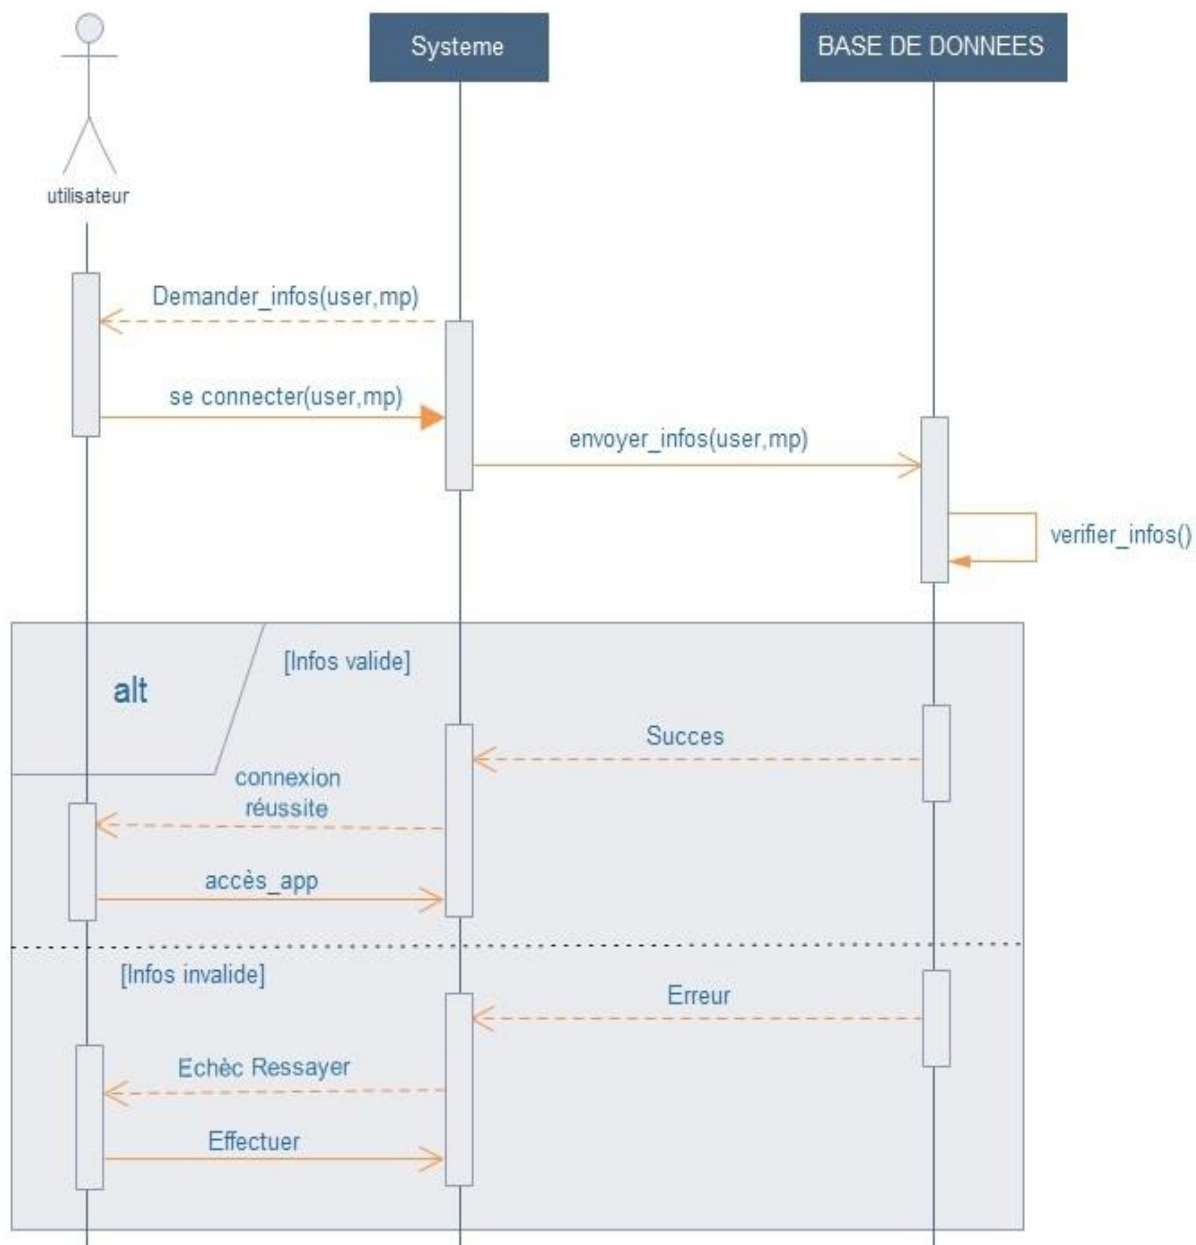 Systeme
BASE DE DONNEES
utilisateur
Demander_infos(user,mp)
se connecter(user,mp)
envoyer_infos(user,mp)
verifier_infos()
alt
[Infos valide]
Succes
connexion
réussite
accès_app
[Infos invalide]
Erreur
Echèc Ressayer
Effectuer